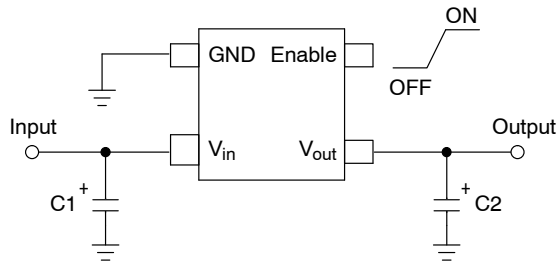 ON
GND Enable
OFF
Input
Output
Vin
Vout
+
C1
+
C2